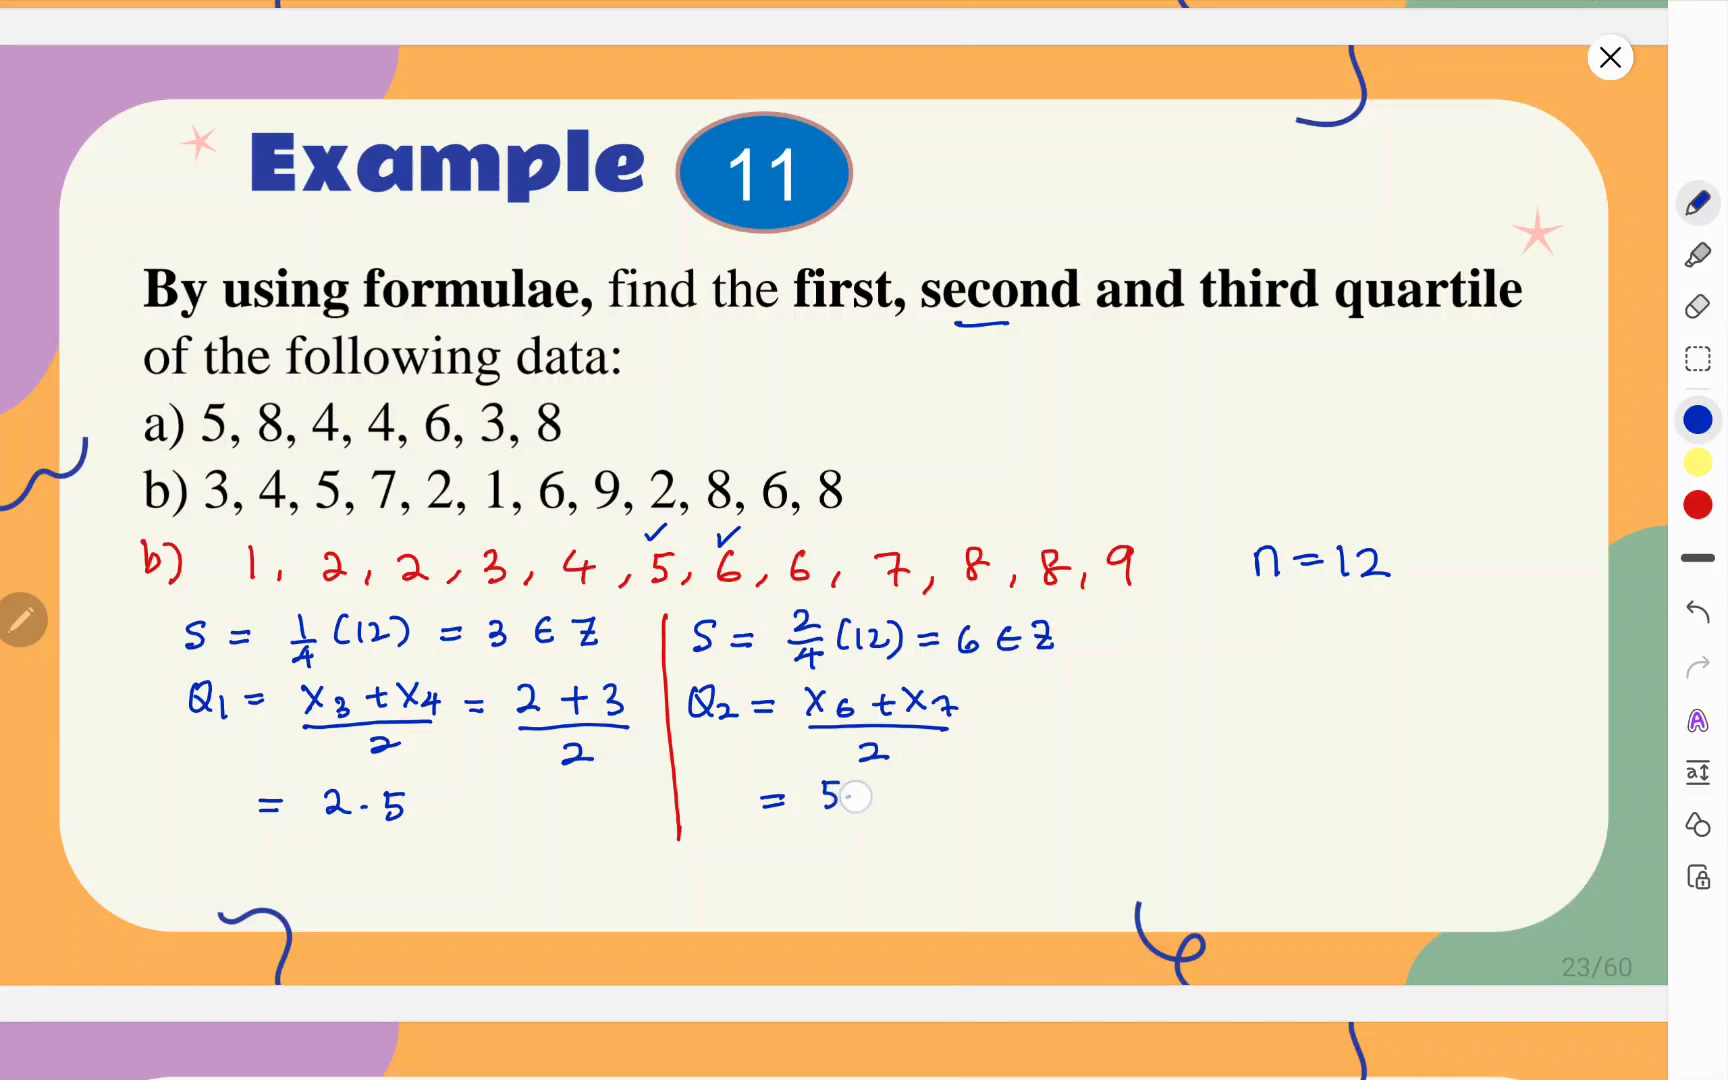 Example 11
By using formulae, find the first, second and third quartile
of the following data:
a) 5, 8, 4, 4, 6, 3, 8
b) 3, 4, 5, 7, 2, 1, 6, 9, 2, 8, 6, 8
b) 1, 2, 2, 3, 4, 5, 6, 6, 7, 8, 8, 9 n = 12
S = 1/4 (12) = 3 ∈ Z
Q1 = (x3 + x4)/2 = (2 + 3)/2
= 2.5
S = 2/4 (12) = 6 ∈ Z
Q2 = (x6 + x7)/2
= 5.
23/60